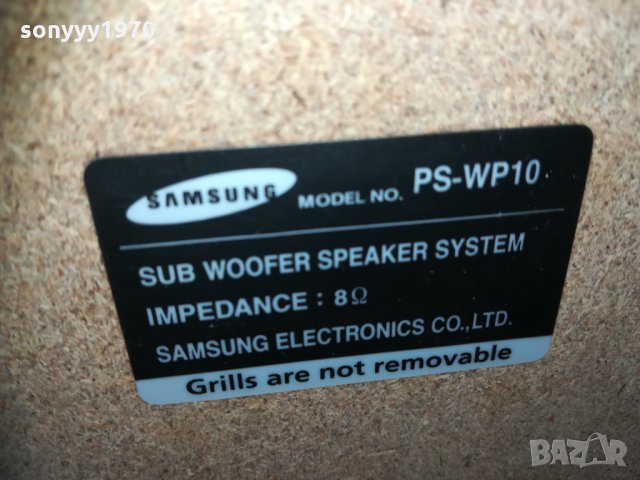 sonyyy1970
SAMSUNG MODEL NO. PS-WP10
SUB WOOFER SPEAKER SYSTEM
IMPEDANCE : 8Ω
SAMSUNG ELECTRONICS CO.,LTD.
Grills are not removable
BAZAR